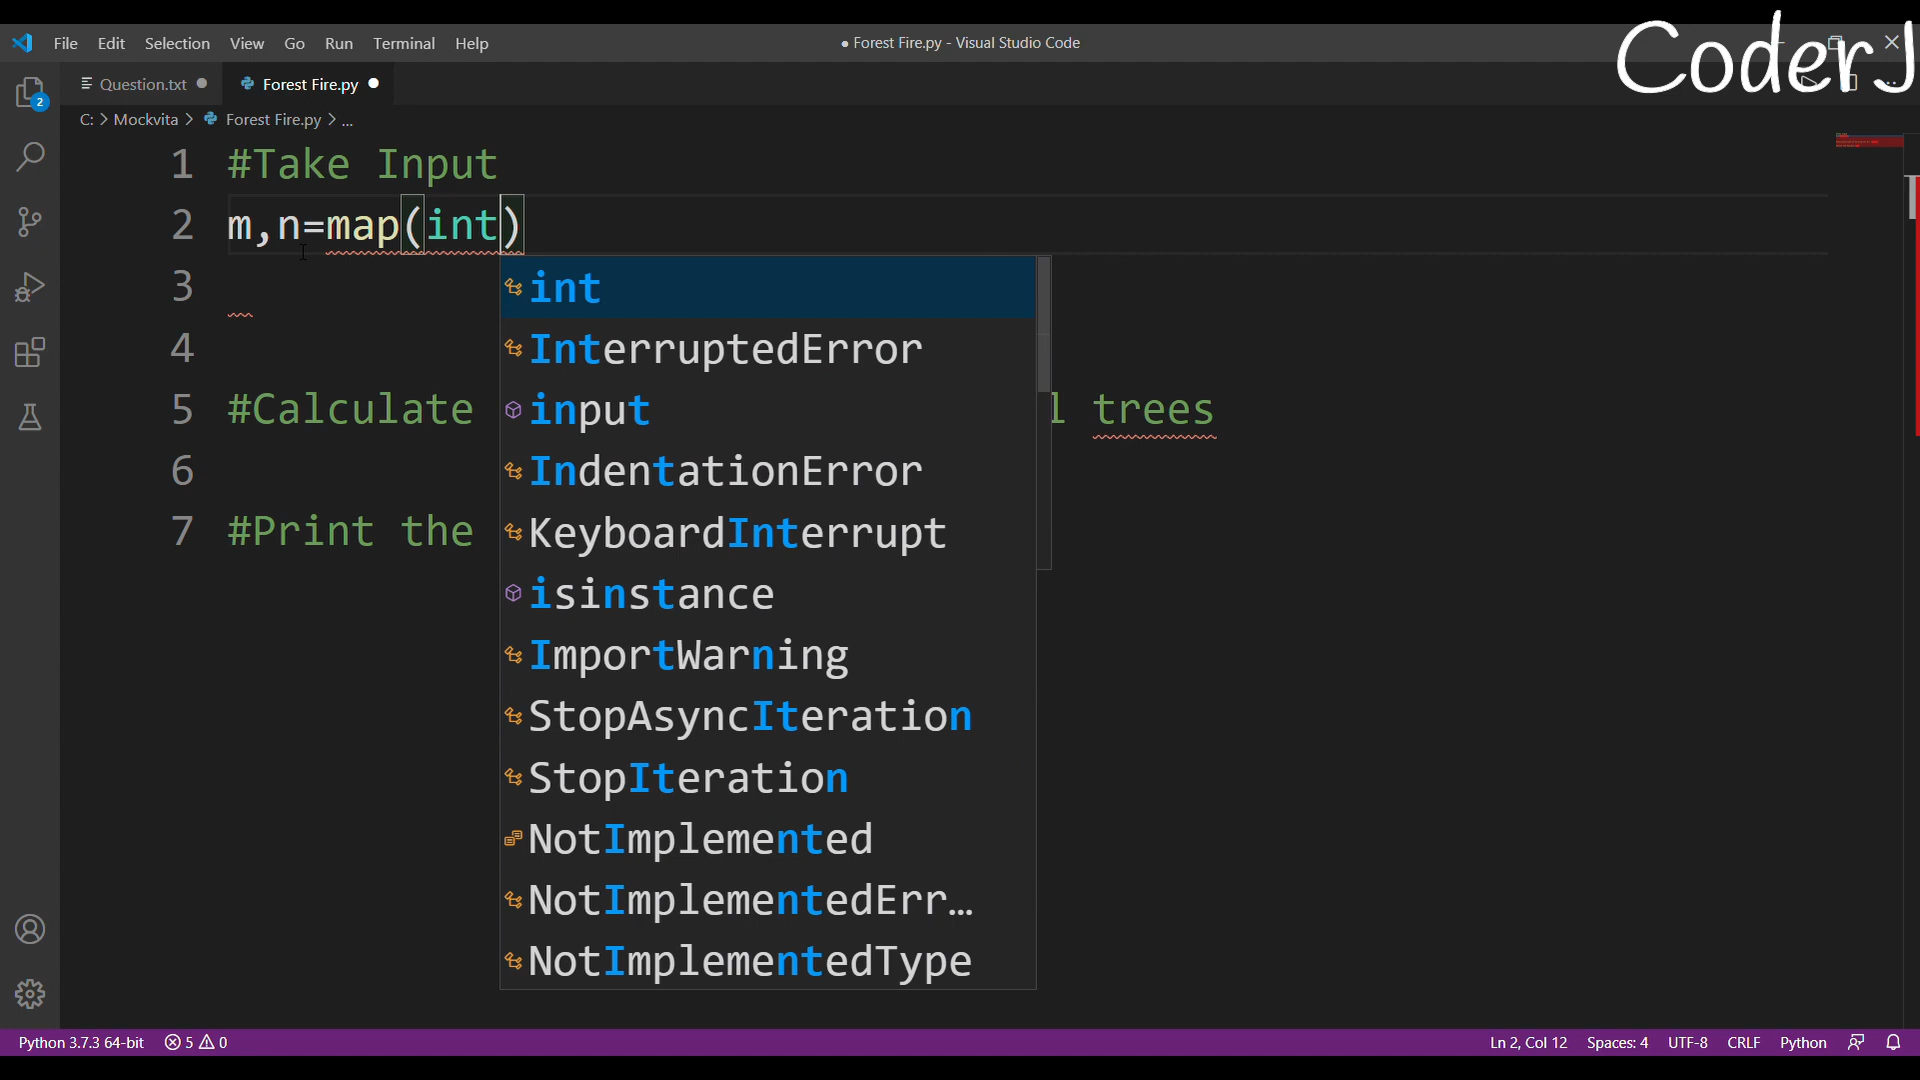 CoderJ
File Edit Selection View Go Run Terminal Help
● Forest Fire.py - Visual Studio Code
Question.txt ● Forest Fire.py ●
C: > Mockvita > Forest Fire.py > ...
2
1 #Take Input
2 m,n=map(int)
3
4
5 #Calculate l trees
6
7 #Print the
int
InterruptedError
input
IndentationError
KeyboardInterrupt
isinstance
ImportWarning
StopAsyncIteration
StopIteration
NotImplemented
NotImplementedErr…
NotImplementedType
Python 3.7.3 64-bit 5 0 Ln 2, Col 12 Spaces: 4 UTF-8 CRLF Python